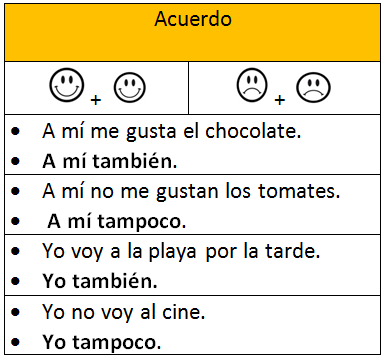 Acuerdo
+ +
• A mí me gusta el chocolate.
• A mí también.
• A mí no me gustan los tomates.
• A mí tampoco.
• Yo voy a la playa por la tarde.
• Yo también.
• Yo no voy al cine.
• Yo tampoco.